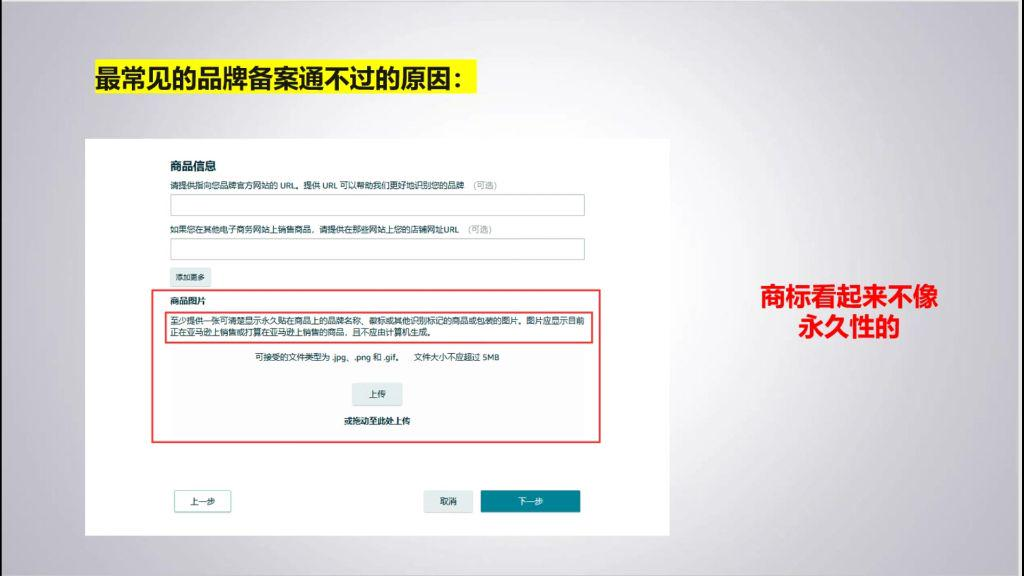 最常见的品牌备案通不过的原因：
商品信息
请提供指向您品牌官方网站的 URL。提供 URL 可以帮助我们更好地识别您的品牌 （可选）
如果您在其他电子商务网站上销售商品，请提供在那些网站上您的店铺网址URL （可选）
添加更多
商品图片
至少提供一张可清楚显示永久贴在商品上的品牌名称、徽标或其他识别标记的商品或包装的图片。图片应显示目前
正在亚马逊上销售或打算在亚马逊上销售的商品，且不应由计算机生成。
可接受的文件类型为 .jpg、.png 和 .gif。 文件大小不应超过 5MB
上传
或拖动至此处上传
上一步
取消
下一步
商标看起来不像
永久性的